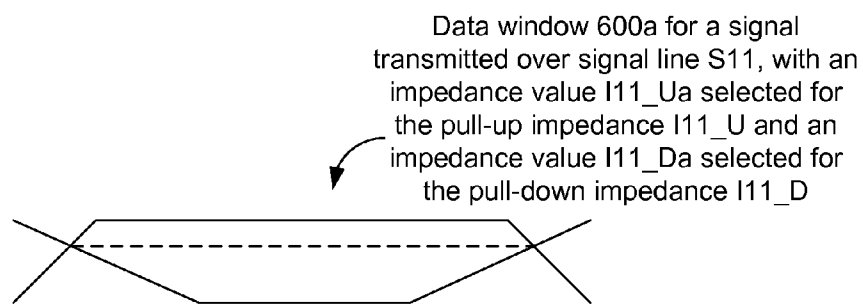 Data window 600a for a signal
transmitted over signal line S11, with an
impedance value I11_Ua selected for
the pull-up impedance I11_U and an
impedance value I11_Da selected for
the pull-down impedance I11_D